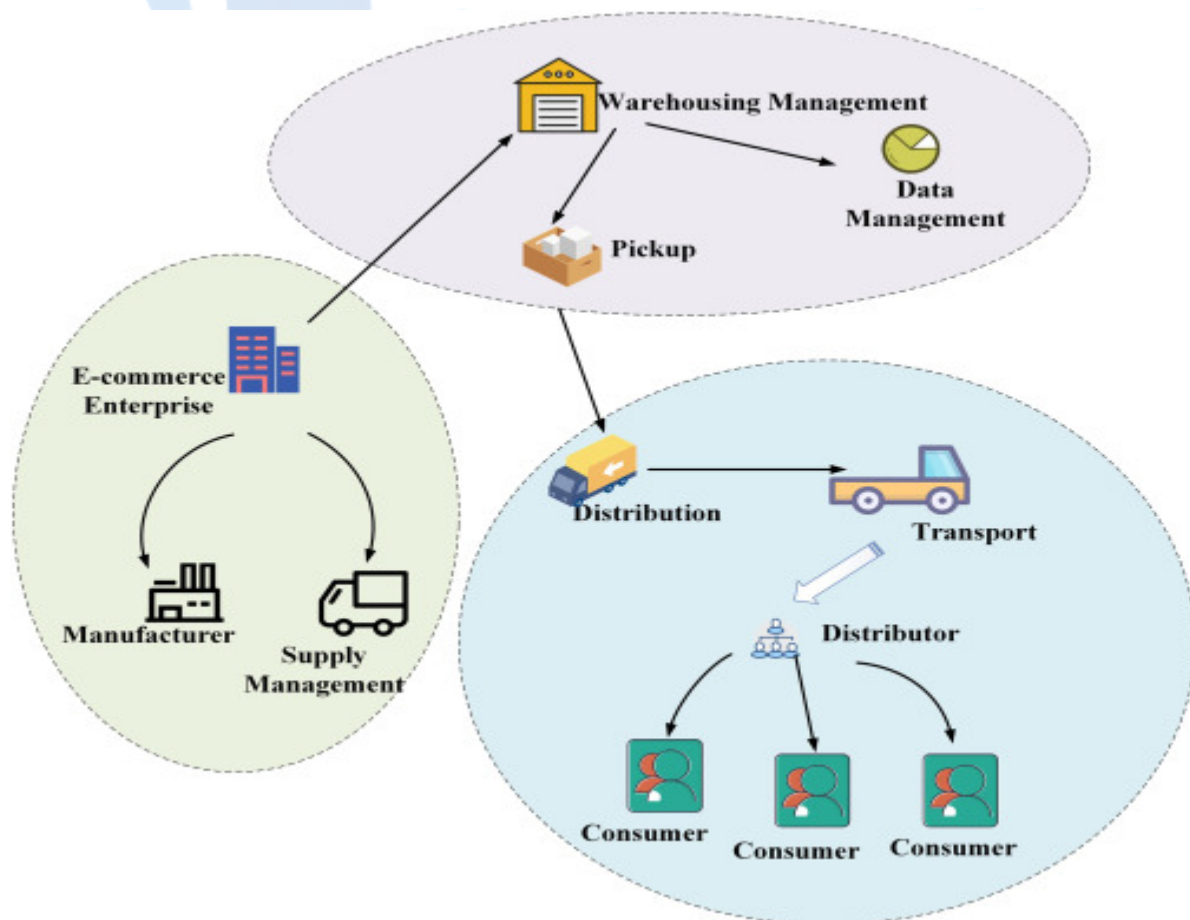 Warehousing Management
Data
Management
Pickup
E-commerce
Enterprise
Manufacturer
Supply
Management
Distribution
Transport
Distributor
Consumer
Consumer
Consumer